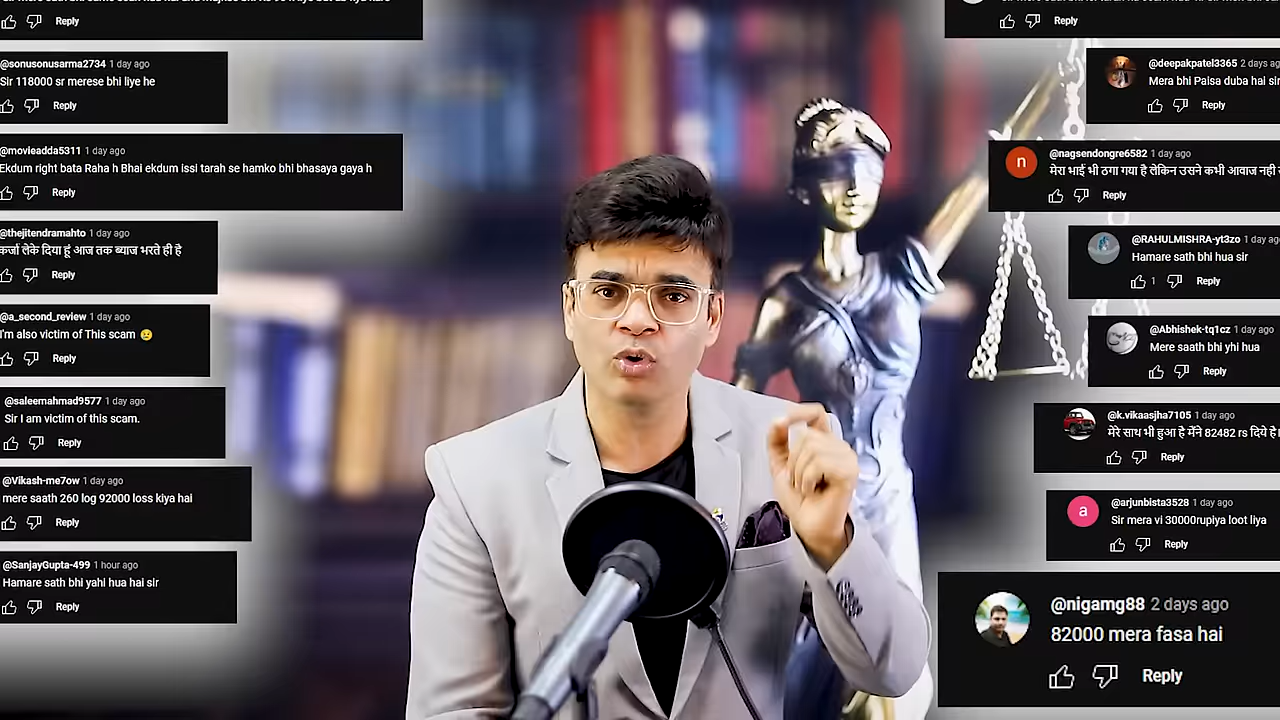 Reply
@sonusonusarma2734 1 day ago
Sir 118000 sr merese bhi liye he
Reply
@movieadda5311 1 day ago
Ekdum right bata Raha h Bhai ekdum issi tarah se hamko bhi bhasaya gaya h
Reply
@thejitendramahto 1 day ago
कर्जा लेके दिया हूं आज तक ब्याज भरते ही है
Reply
@a_second_review 1 day ago
I'm also victim of This scam 😢
Reply
@saleemahmad9577 1 day ago
Sir I am victim of this scam.
Reply
@Vikash-me7ow 1 day ago
mere saath 260 log 92000 loss kiya hai
Reply
@SanjayGupta-499 1 hour ago
Hamare sath bhi yahi hua hai sir
Reply
Reply
@deepakpatel3365 2 days
Mera bhi Paisa duba hai sir
Reply
n
@nagsendongre6582 1 day ago
मेरा भाई भी ठगा गया है लेकिन उसने कभी आवाज नही
Reply
@RAHULMISHRA-yt3zo 1 day
Hamare sath bhi hua sir
1 Reply
@Abhishek-tq1cz 1 day ago
Mere saath bhi yhi hua
Reply
@k.vikaasjha7105 1 day ago
मेरे साथ भी हुआ है मेंने 82482 rs दिये है
Reply
a
@arjunbista3528 1 day ago
Sir mera vi 30000rupiya loot liya
Reply
@nigamg88 2 days ago
82000 mera fasa hai
Reply